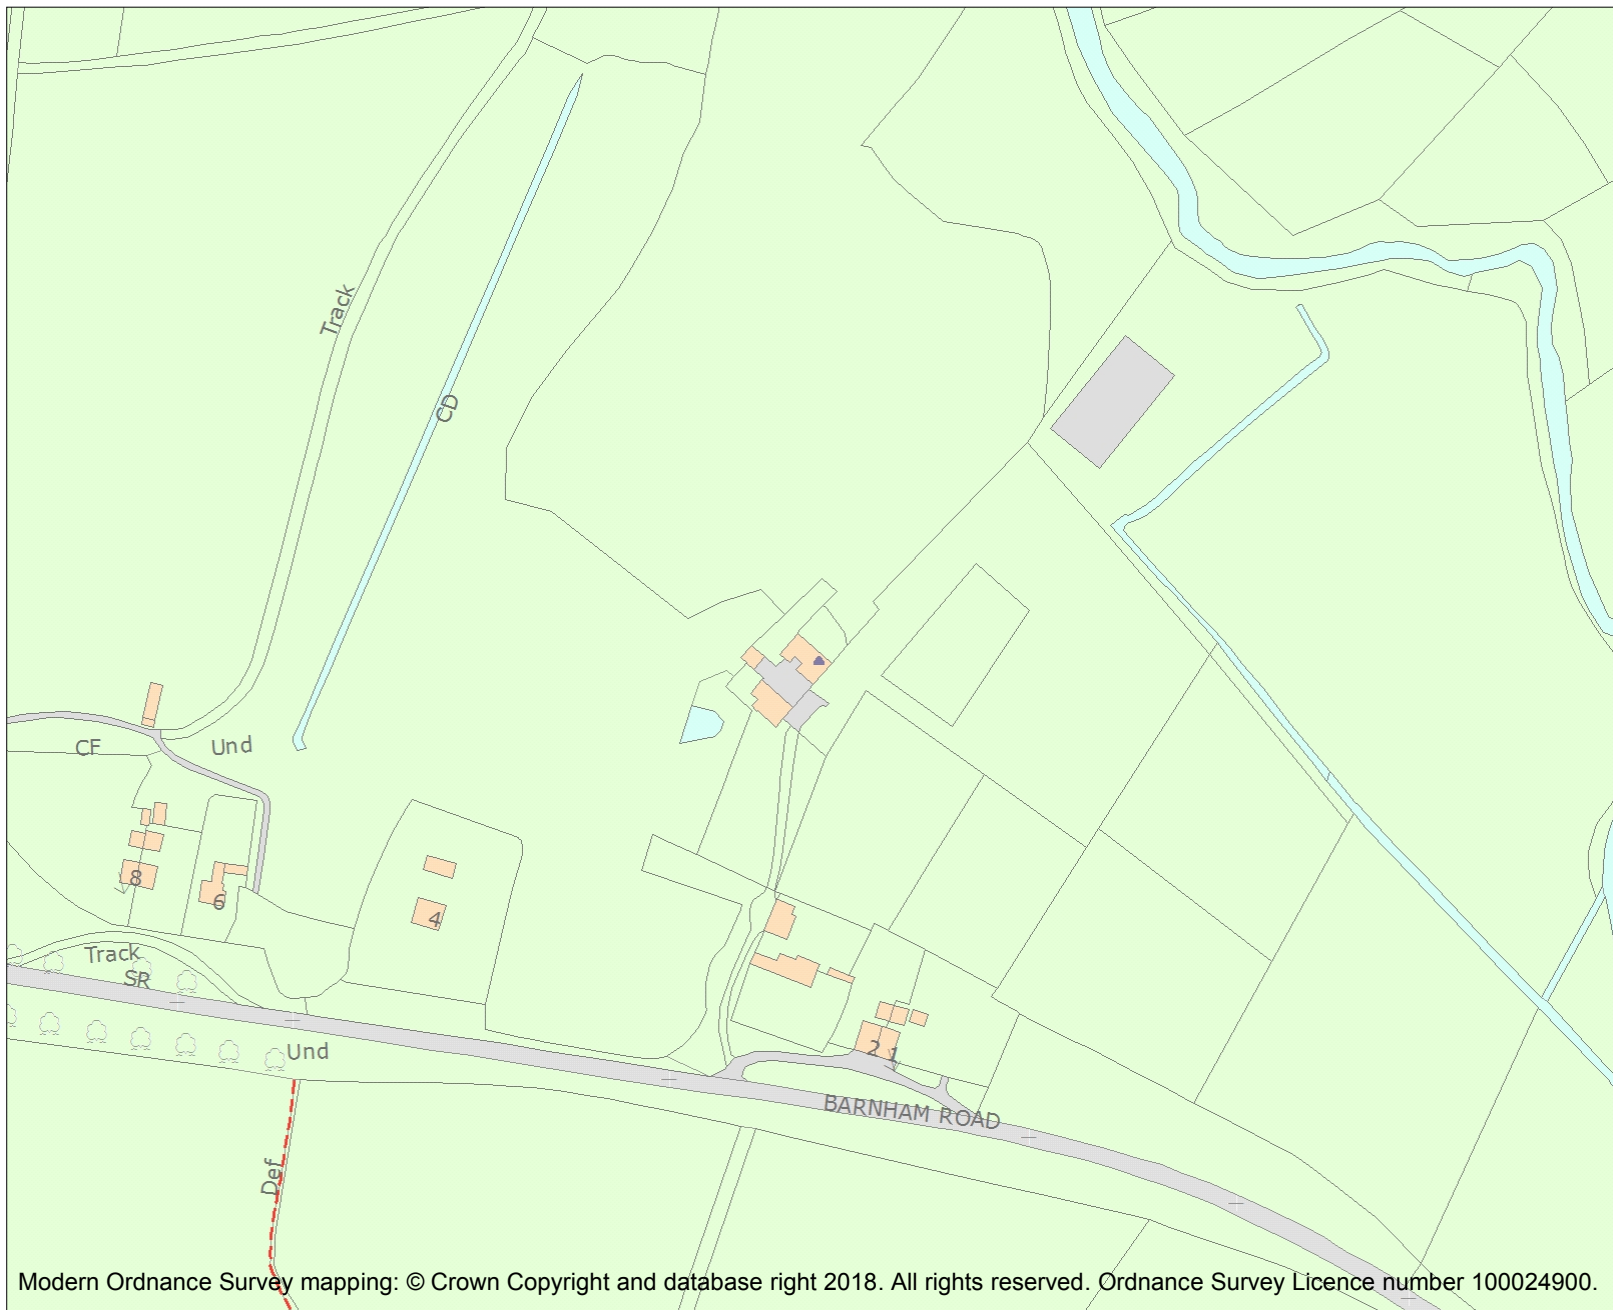 Track
CD
CF
Und
8
6
4
Track
SR
Und
2 1
BARNHAM ROAD
Def
Modern Ordnance Survey mapping: © Crown Copyright and database right 2018. All rights reserved. Ordnance Survey Licence number 100024900.